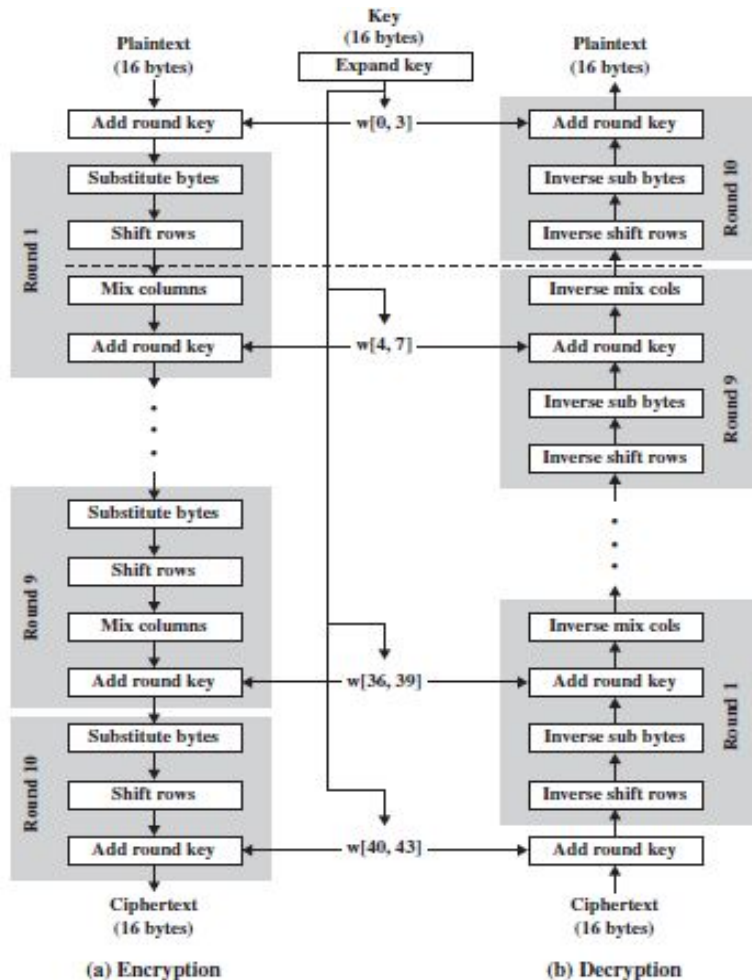 Key
(16 bytes)
Plaintext
(16 bytes)
Expand key
Plaintext
(16 bytes)
Add round key
w[0, 3]
Add round key
Round 1
Substitute bytes
Shift rows
Mix columns
Add round key
w[4, 7]
Inverse sub bytes
Inverse shift rows
Round 10
Inverse mix cols
Add round key
Inverse sub bytes
Inverse shift rows
Round 9
Round 9
Substitute bytes
Shift rows
Mix columns
Add round key
w[36, 39]
Inverse mix cols
Add round key
Inverse sub bytes
Inverse shift rows
Round 1
Round 10
Substitute bytes
Shift rows
Add round key
w[40, 43]
Add round key
Ciphertext
(16 bytes)
Ciphertext
(16 bytes)
(a) Encryption
(b) Decryption